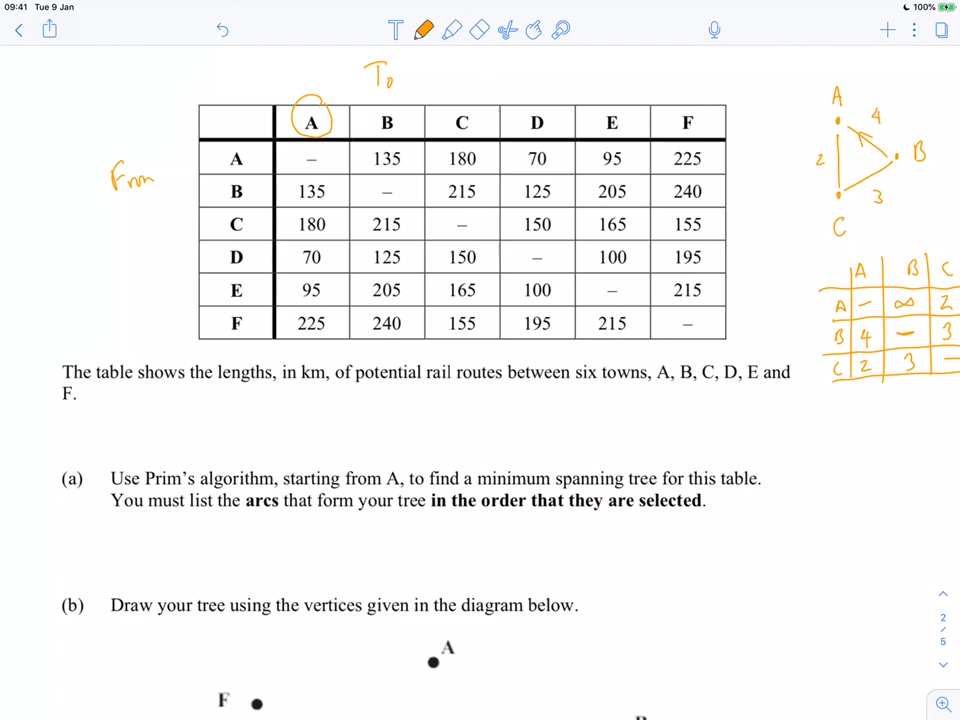 09:41 Tue 9 Jan
100%
T
To
A B C D E F
A – 135 180 70 95 225
B 135 – 215 125 205 240
C 180 215 – 150 165 155
D 70 125 150 – 100 195
E 95 205 165 100 – 215
F 225 240 155 195 215 –
From
A
4
2
B
3
C
A B C
A – ∞ 2
B 4 – 3
C 2 3 –
The table shows the lengths, in km, of potential rail routes between six towns, A, B, C, D, E and
F.
(a) Use Prim’s algorithm, starting from A, to find a minimum spanning tree for this table.
You must list the arcs that form your tree in the order that they are selected.
(b) Draw your tree using the vertices given in the diagram below.
A
F
2
/
5